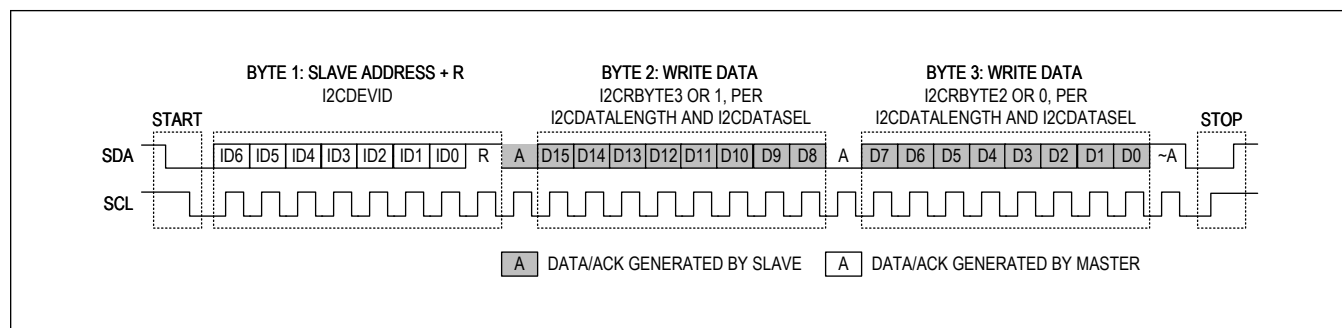 BYTE 1: SLAVE ADDRESS + R
I2CDEVID
BYTE 2: WRITE DATA
I2CRBYTE3 OR 1, PER
I2CDATALENGTH AND I2CDATASEL
BYTE 3: WRITE DATA
I2CRBYTE2 OR 0, PER
I2CDATALENGTH AND I2CDATASEL
START
STOP
SDA ID6 ID5 ID4 ID3 ID2 ID1 ID0 R A D15 D14 D13 D12 D11 D10 D9 D8 A D7 D6 D5 D4 D3 D2 D1 D0 ~A
SCL
A DATA/ACK GENERATED BY SLAVE A DATA/ACK GENERATED BY MASTER